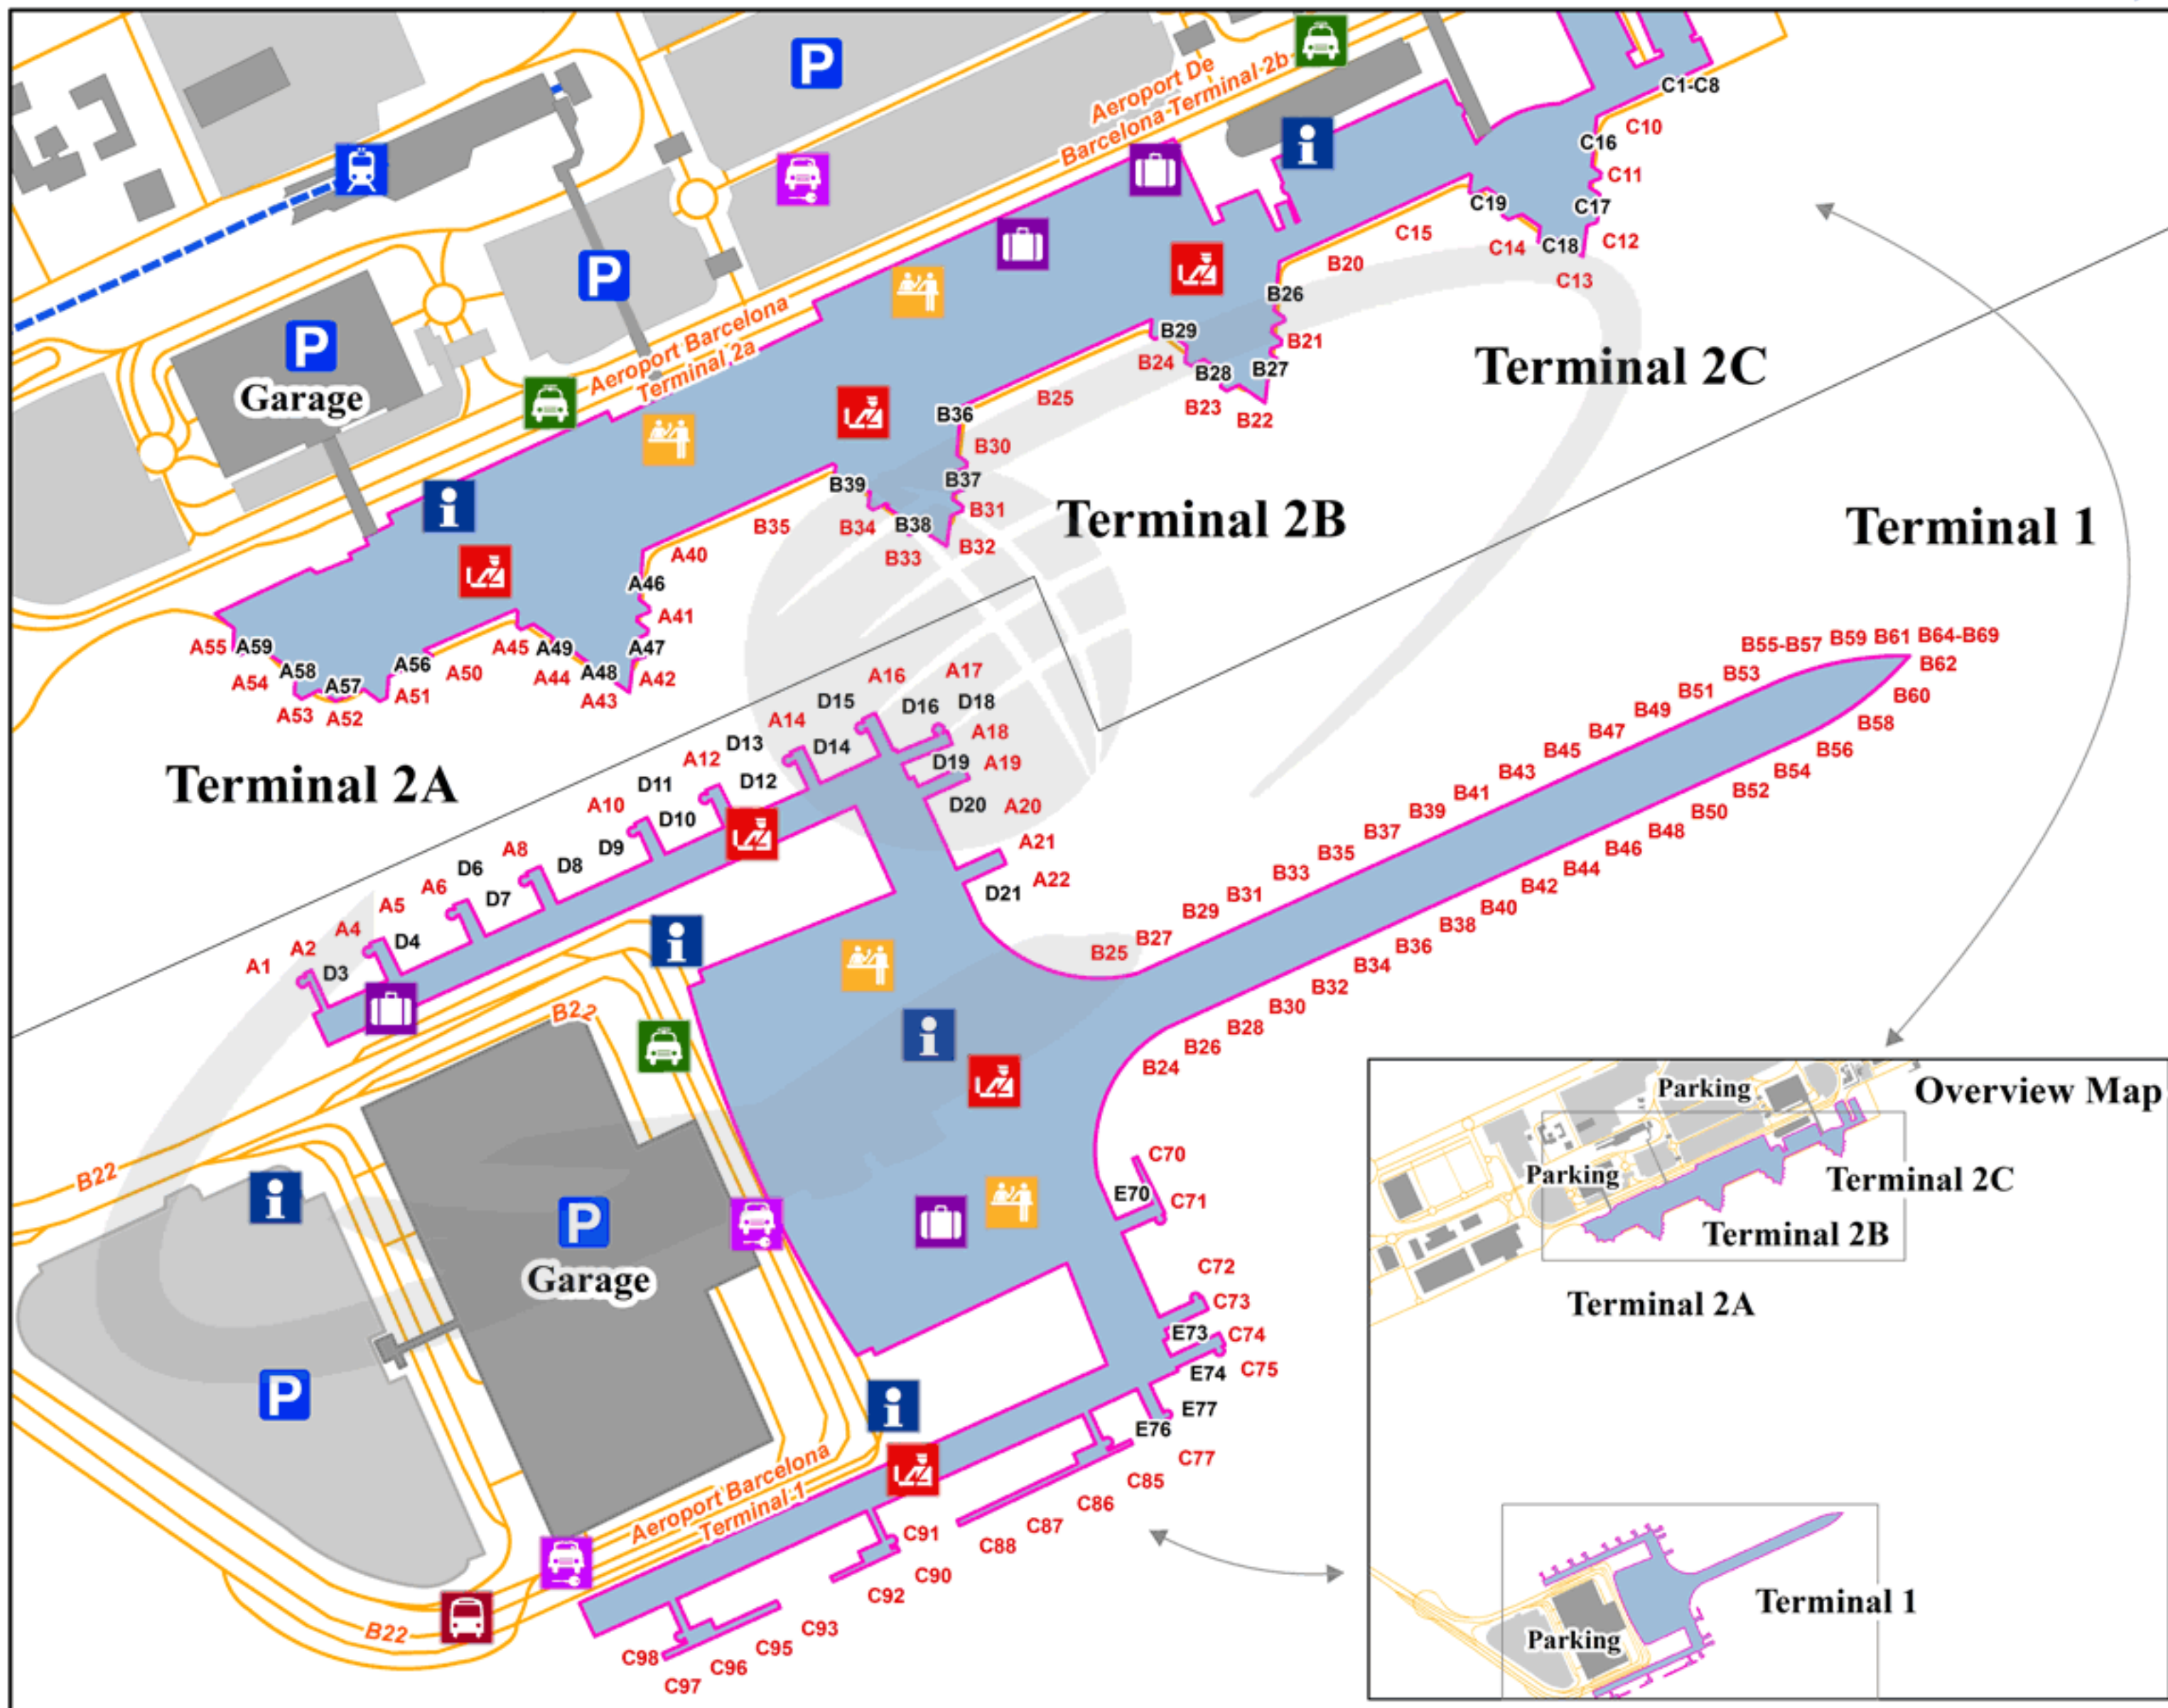 P
Aeroport De
Barcelona-Terminal-2b
i
C1-C8
C10
C16
C11
C17
C19
C15
C14
C18
C12
C13
B20
B26
B21
B29
B24
B28
B27
B23
B22
Terminal 2C
P
P
Garage
Aeroport Barcelona
Terminal 2a
i
B25
B36
B30
B39
B37
B31
B34
B38
B35
B33
B32
Terminal 2B
Terminal 1
A40
A46
A41
A47
A45
A49
A44
A48
A42
A43
A50
A55
A59
A58
A54
A57
A56
A51
A53
A52
Terminal 2A
A16
A17
D15
D16
D18
A14
A18
D13
D14
D19
A19
A12
D11
D12
D20
A20
A10
D10
A21
D9
A8
D8
D21
A22
D6
A6
D7
A5
A4
D4
A2
A1
D3
B55-B57
B59
B61
B64-B69
B53
B62
B51
B60
B49
B58
B47
B56
B45
B54
B43
B52
B41
B50
B39
B48
B37
B46
B35
B44
B33
B42
B31
B40
B29
B38
B27
B36
B25
B34
B32
B30
B28
B26
B24
i
B22
i
B22
i
P
Garage
P
C70
E70
C71
C72
C73
E73
C74
E74
C75
E77
E76
C77
i
C85
C86
C87
C88
Aeroport Barcelona
Terminal-1
C91
C90
C92
C93
C95
C96
C98
C97
B22
Overview Map
Parking
Parking
Terminal 2C
Terminal 2B
Terminal 2A
Terminal 1
Parking